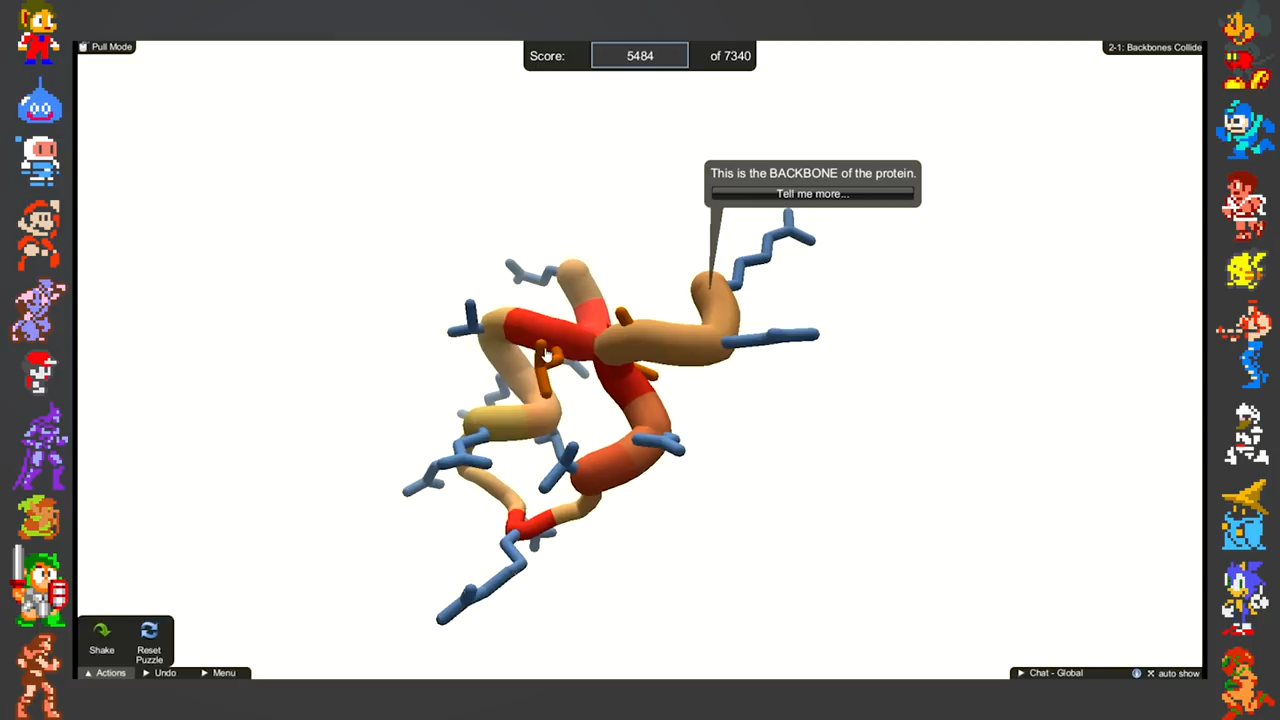 Pull Mode
Score: 5484 of 7340
2-1: Backbones Collide
This is the BACKBONE of the protein.
Tell me more...
Shake
Reset
Puzzle
Actions
Undo
Menu
Chat - Global
auto show